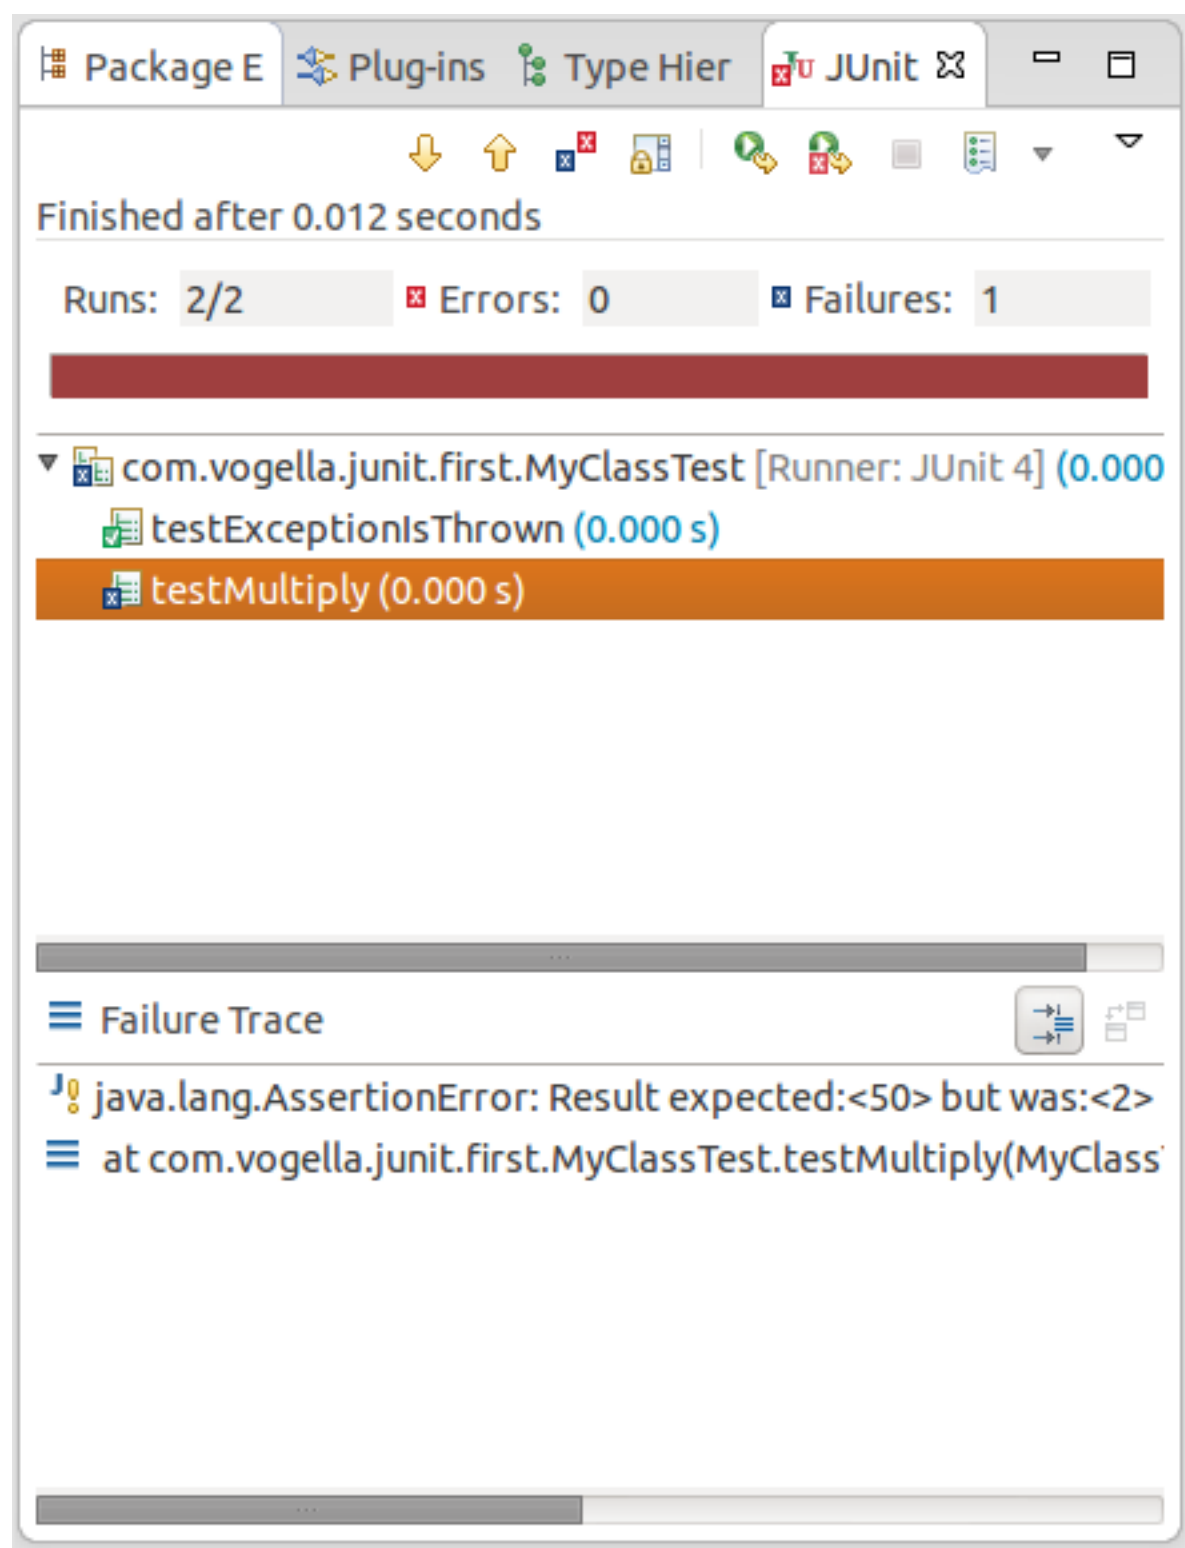 Package E Plug-ins Type Hier JUnit
Finished after 0.012 seconds
Runs: 2/2 Errors: 0 Failures: 1
com.vogella.junit.first.MyClassTest [Runner: JUnit 4] (0.000
testExceptionIsThrown (0.000 s)
testMultiply (0.000 s)
Failure Trace
java.lang.AssertionError: Result expected:<50> but was:<2>
at com.vogella.junit.first.MyClassTest.testMultiply(MyClass